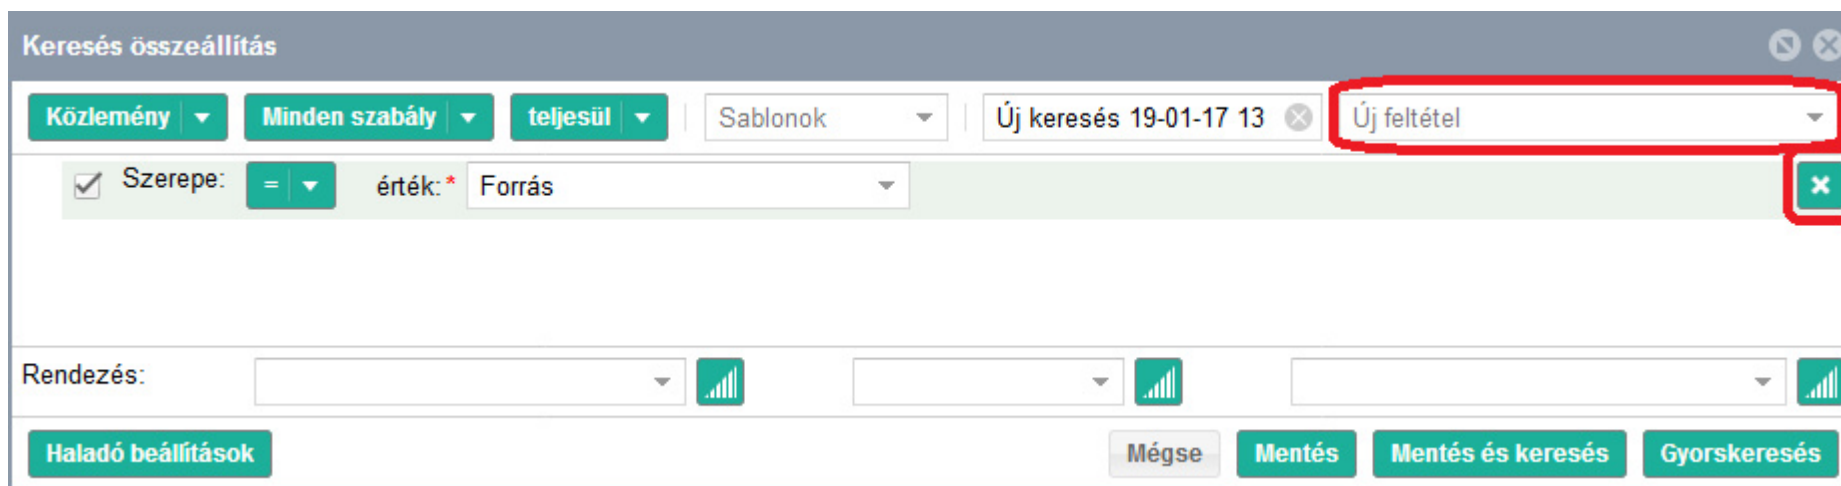 Keresés összeállítás
Közlemény Minden szabály teljesül Sablonok Új keresés 19-01-17 13 Új feltétel
Szerepe: = érték:* Forrás
Rendezés:
Haladó beállítások Mégse Mentés Mentés és keresés Gyorskeresés